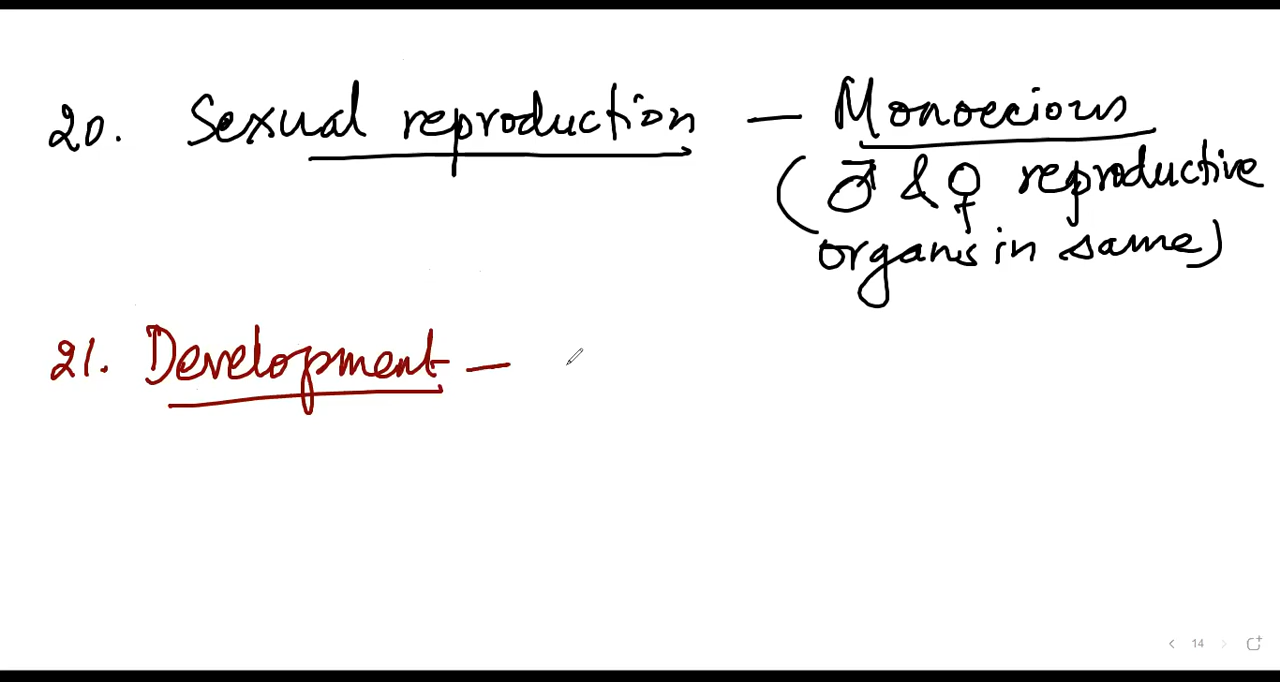 20. Sexual reproduction — Monoecious
(♂ & ♀ reproductive
organs in same)
21. Development —
14